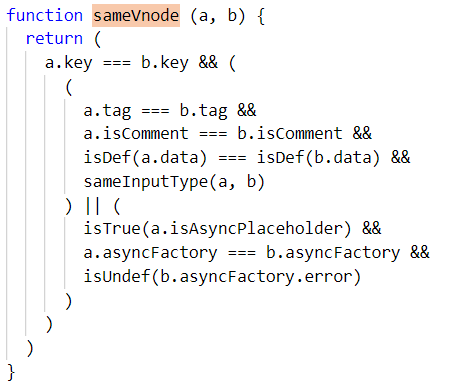 function sameVnode (a, b) {
  return (
    a.key === b.key && (
      (
        a.tag === b.tag &&
        a.isComment === b.isComment &&
        isDef(a.data) === isDef(b.data) &&
        sameInputType(a, b)
      ) || (
        isTrue(a.isAsyncPlaceholder) &&
        a.asyncFactory === b.asyncFactory &&
        isUndef(b.asyncFactory.error)
      )
    )
  )
}